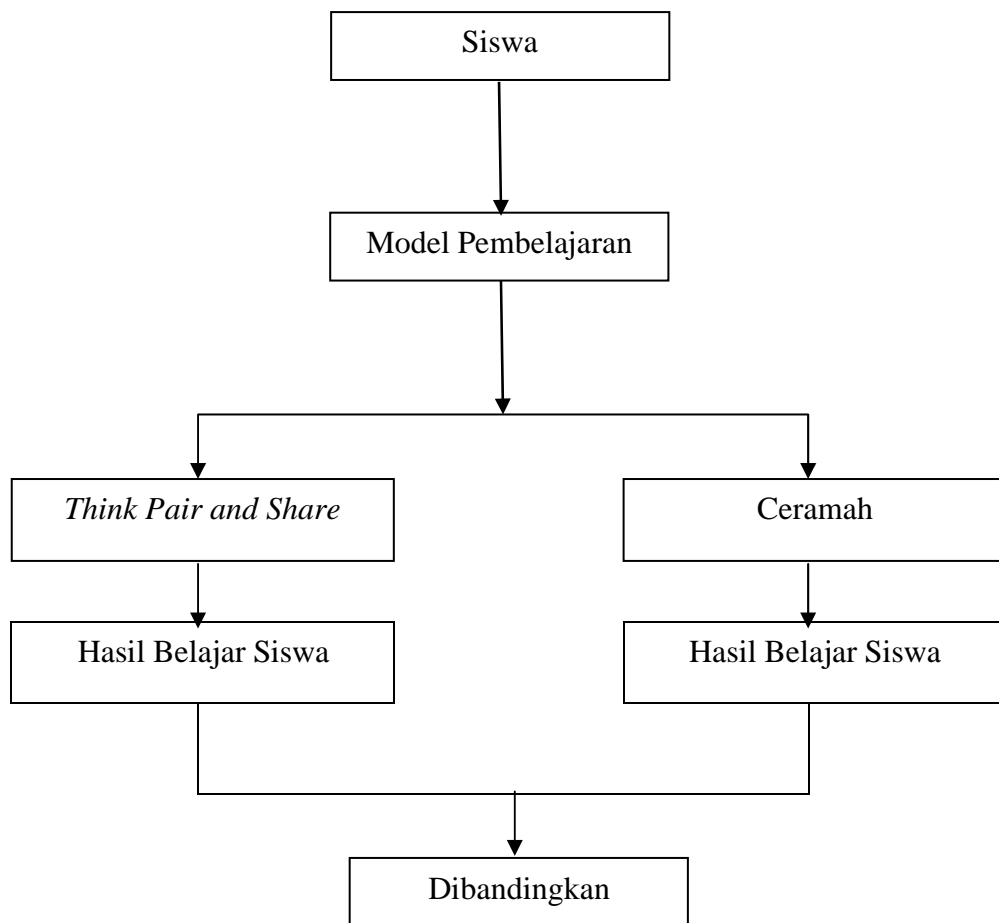 Siswa
Model Pembelajaran
Think Pair and Share
Ceramah
Hasil Belajar Siswa
Hasil Belajar Siswa
Dibandingkan